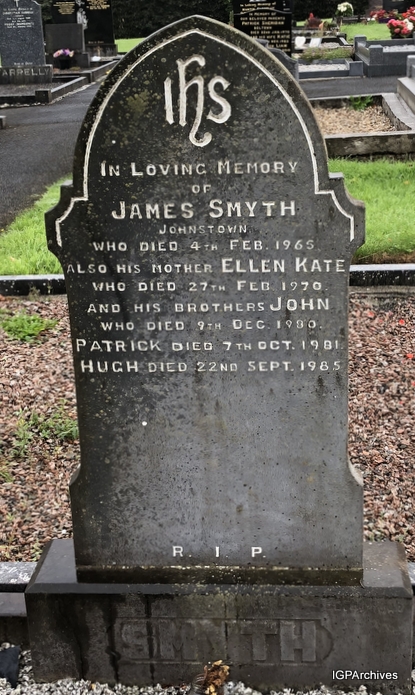 IHS
IN LOVING MEMORY
OF
JAMES SMYTH
JOHNSTOWN
WHO DIED 4TH FEB. 1965
ALSO HIS MOTHER ELLEN KATE
WHO DIED 27TH FEB 1970.
AND HIS BROTHERS JOHN
WHO DIED 9TH DEC. 1980.
PATRICK DIED 7TH OCT. 1981.
HUGH DIED 22ND SEPT. 1985
R. I. P.
SMYTH
IGPArchives